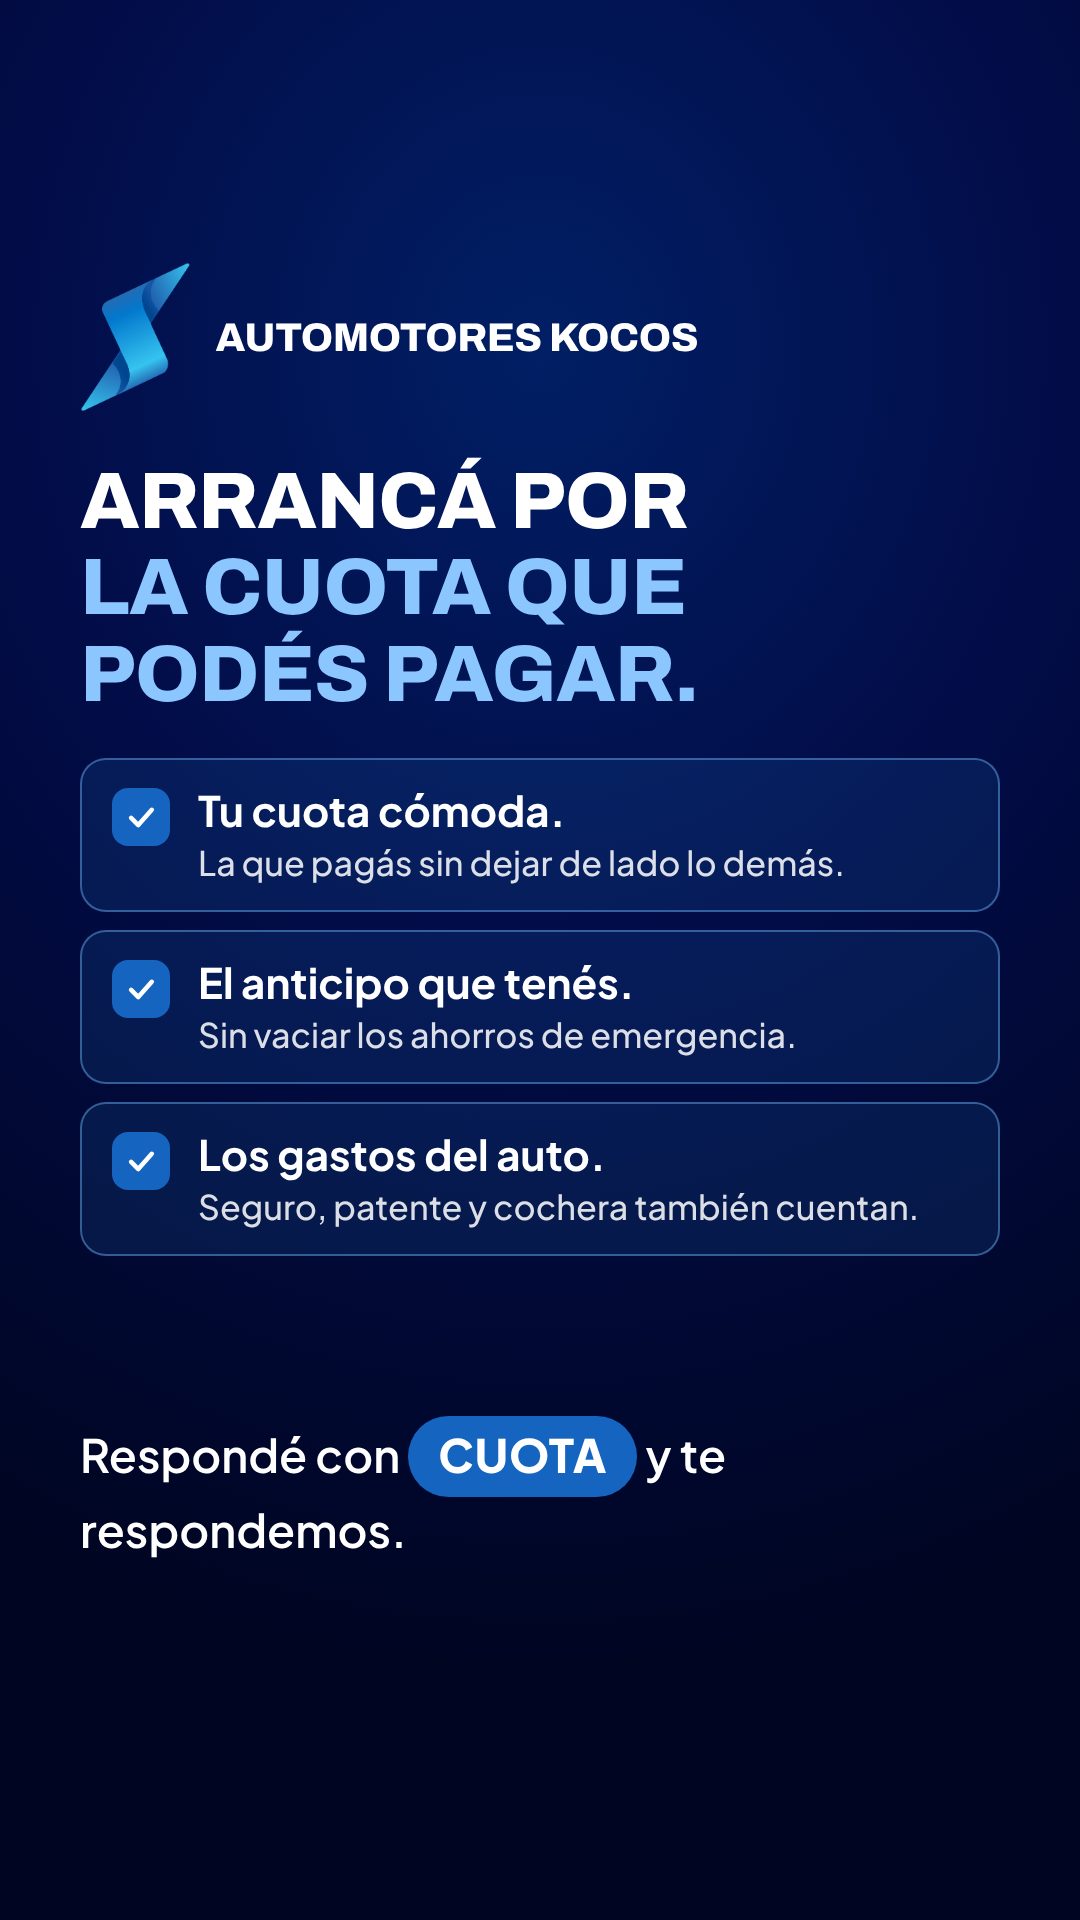 AUTOMOTORES KOCOS
ARRANCÁ POR
LA CUOTA QUE
PODÉS PAGAR.
Tu cuota cómoda.
La que pagás sin dejar de lado lo demás.
El anticipo que tenés.
Sin vaciar los ahorros de emergencia.
Los gastos del auto.
Seguro, patente y cochera también cuentan.
Respondé con CUOTA y te
respondemos.